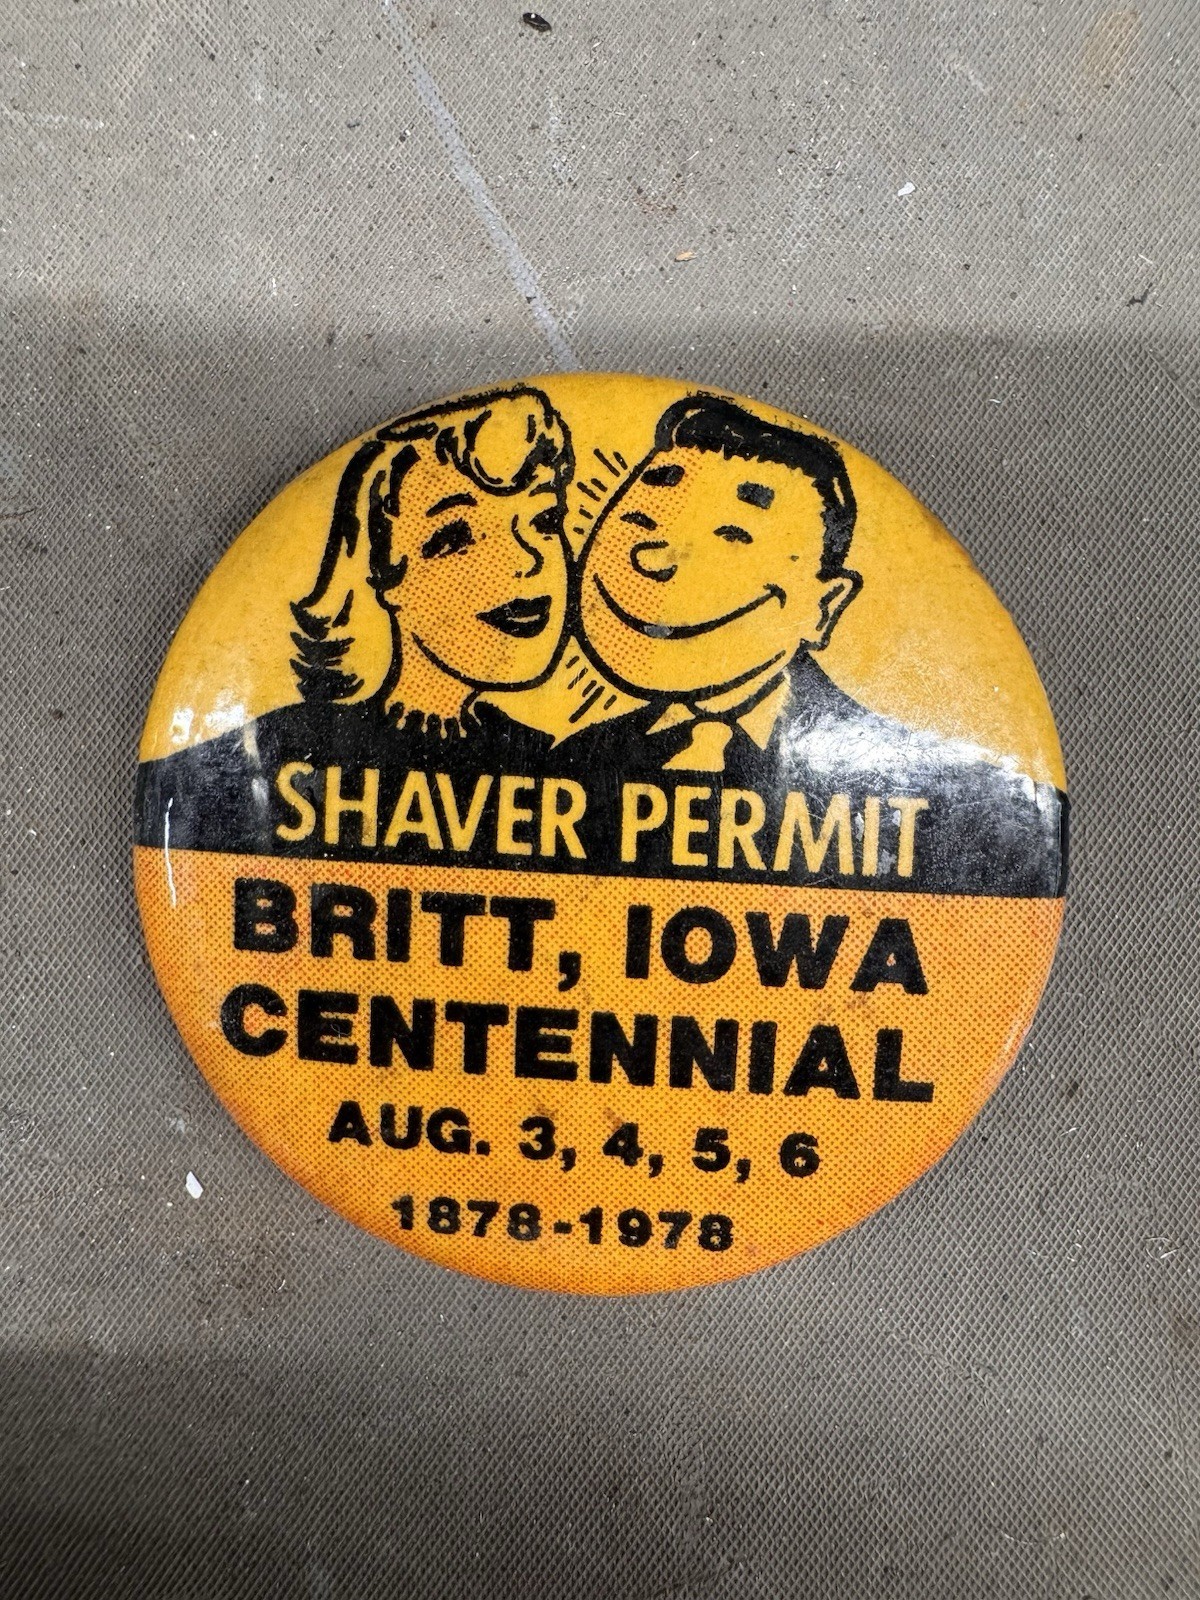 SHAVER PERMIT
BRITT, IOWA
CENTENNIAL
AUG. 3, 4, 5, 6
1878-1978